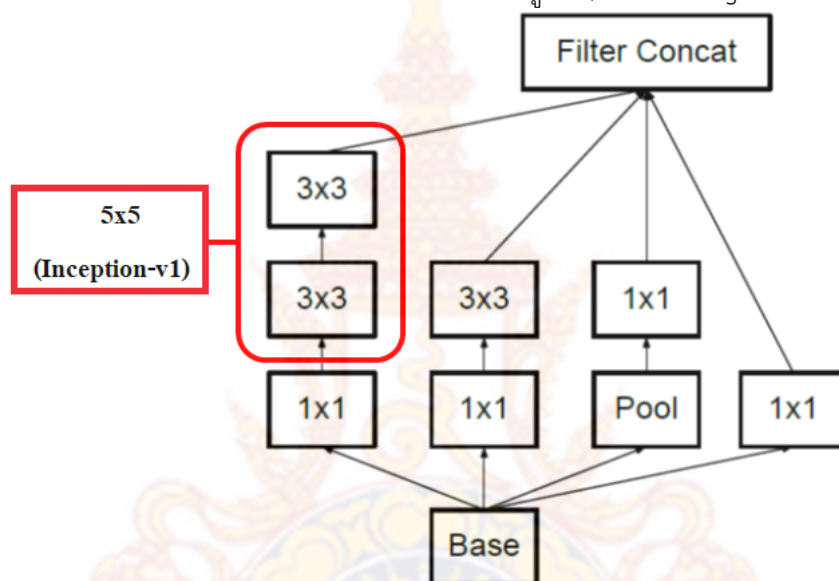 Filter Concat
3x3
5x5
(Inception-v1)
3x3
3x3
1x1
1x1
1x1
Pool
1x1
Base